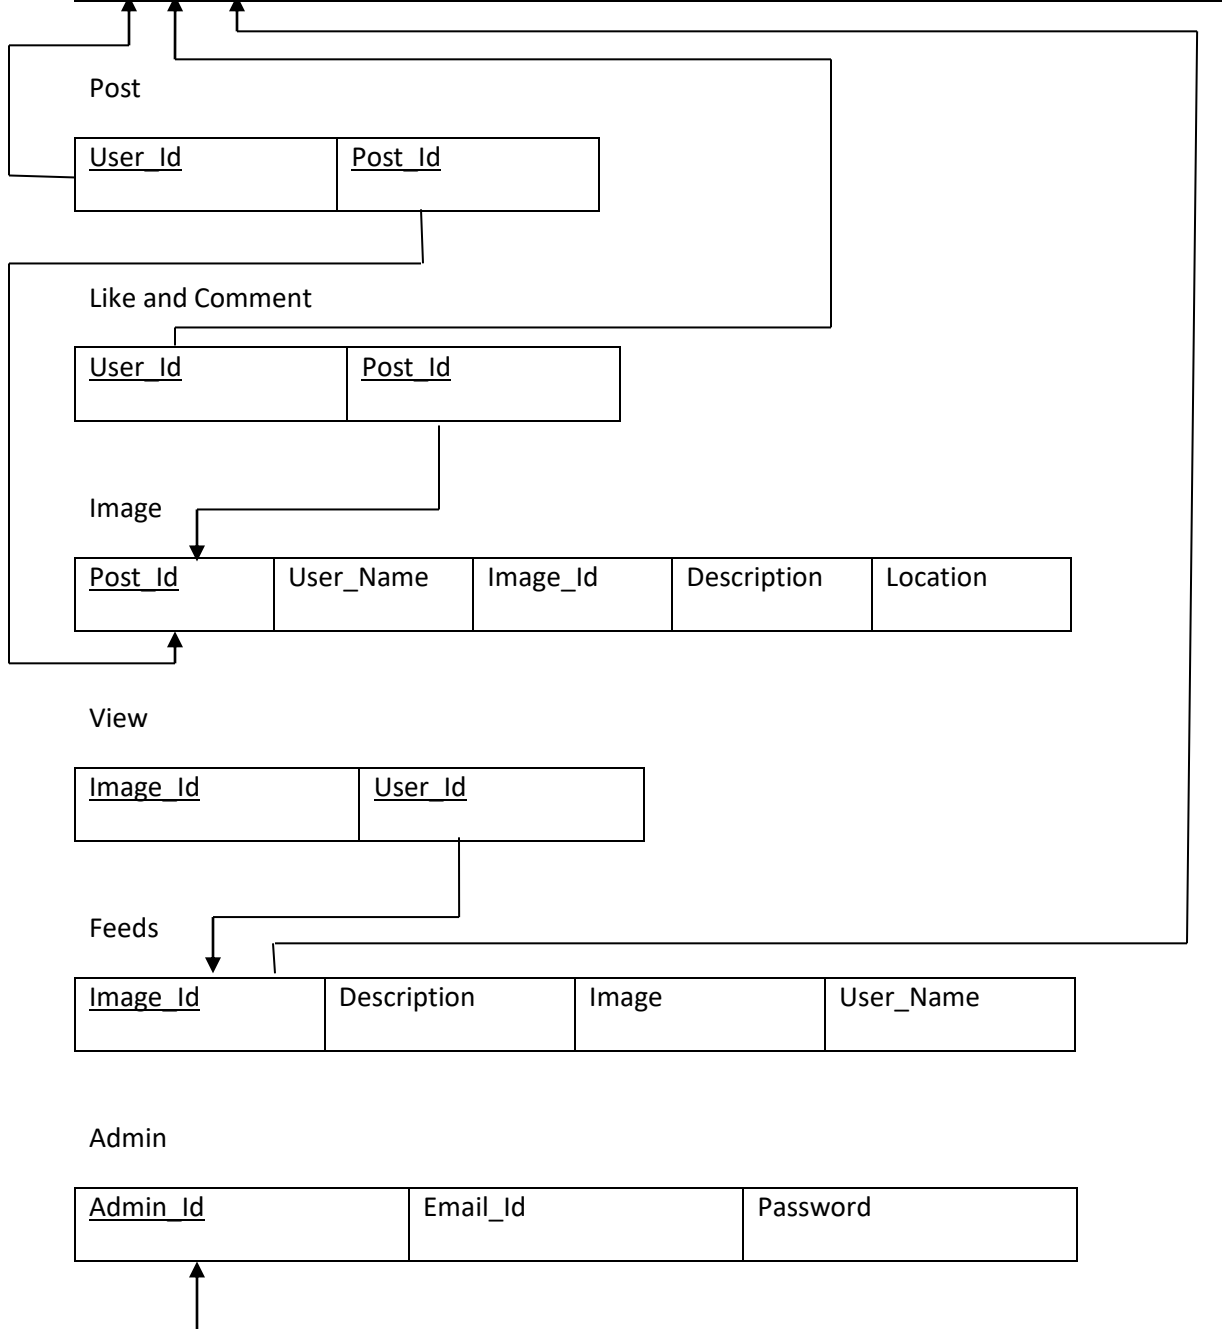 Post
User_Id Post_Id
Like and Comment
User_Id Post_Id
Image
Post_Id User_Name Image_Id Description Location
View
Image_Id User_Id
Feeds
Image_Id Description Image User_Name
Admin
Admin_Id Email_Id Password